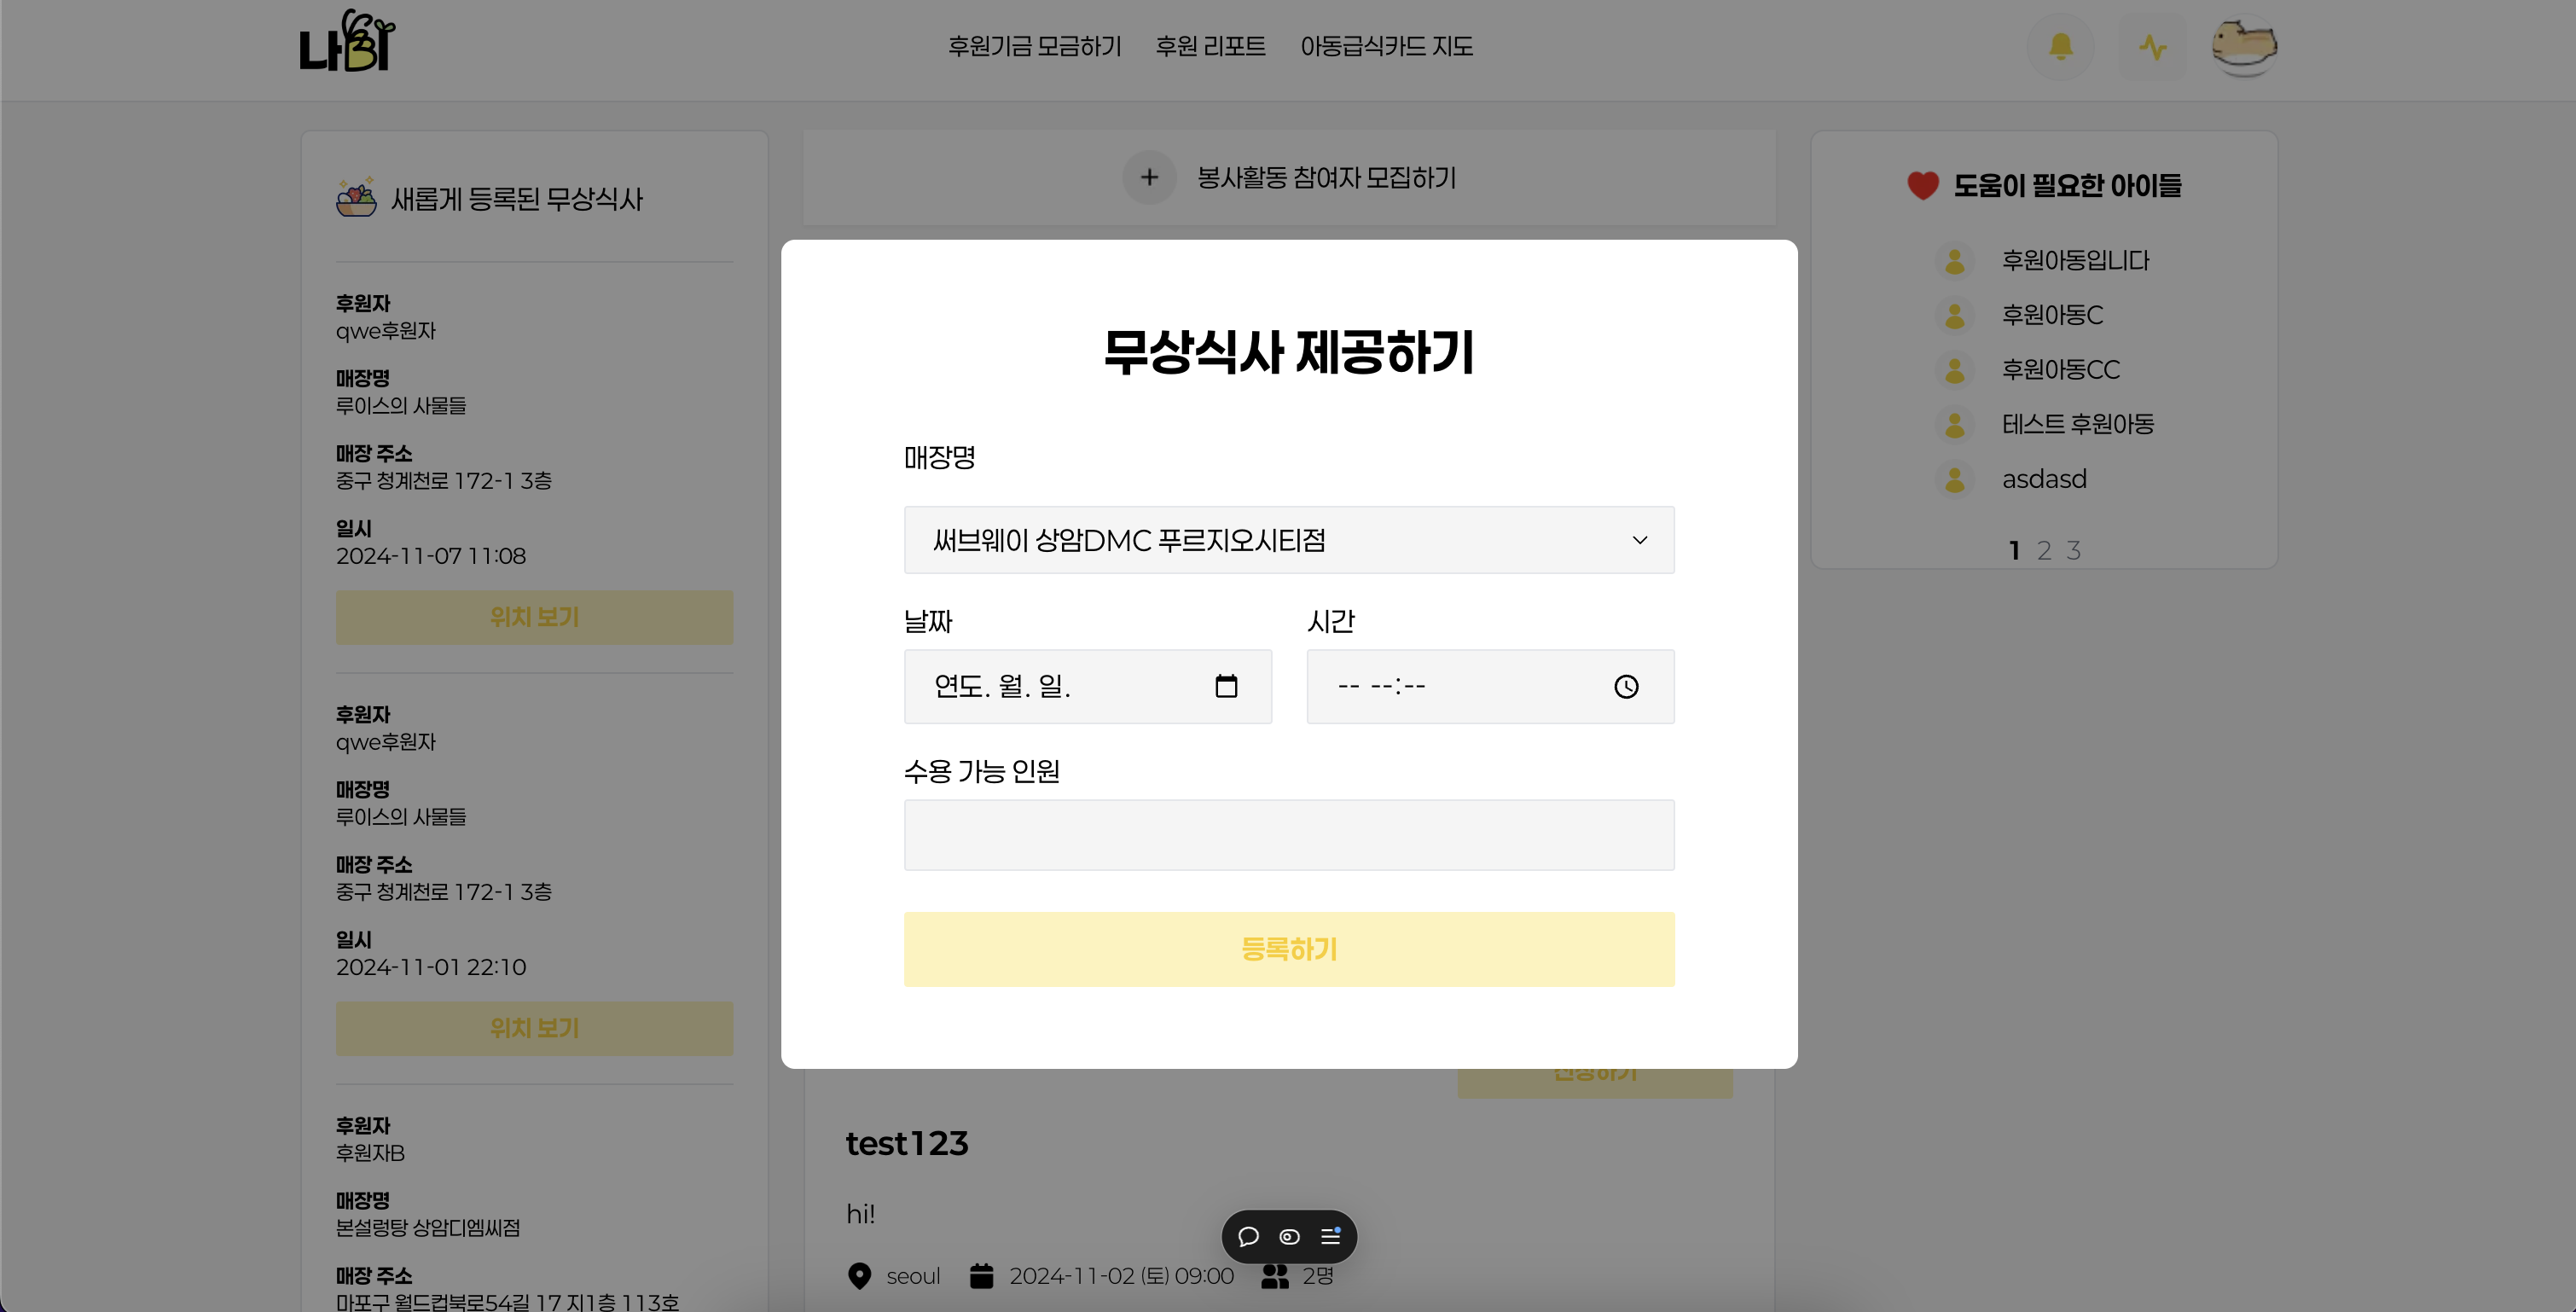 나비
후원기금 모금하기
후원 리포트
아동급식카드 지도
새롭게 등록된 무상식사
후원자
qwe후원자
매장명
루이스의 사물들
매장 주소
중구 청계천로 172-1 3층
일시
2024-11-07 11:08
위치 보기
후원자
qwe후원자
매장명
루이스의 사물들
매장 주소
중구 청계천로 172-1 3층
일시
2024-11-01 22:10
위치 보기
후원자
후원자B
매장명
본설렁탕 상암디엠씨점
매장 주소
마포구 월드컵북로54길 17 지1층 113호
봉사활동 참여자 모집하기
무상식사 제공하기
매장명
써브웨이 상암DMC 푸르지오시티점
날짜
시간
연도. 월. 일.
-- --:--
수용 가능 인원
등록하기
신청하기
test123
hi!
seoul
2024-11-02 (토) 09:00
2명
도움이 필요한 아이들
후원아동입니다
후원아동C
후원아동CC
테스트 후원아동
asdasd
1 2 3